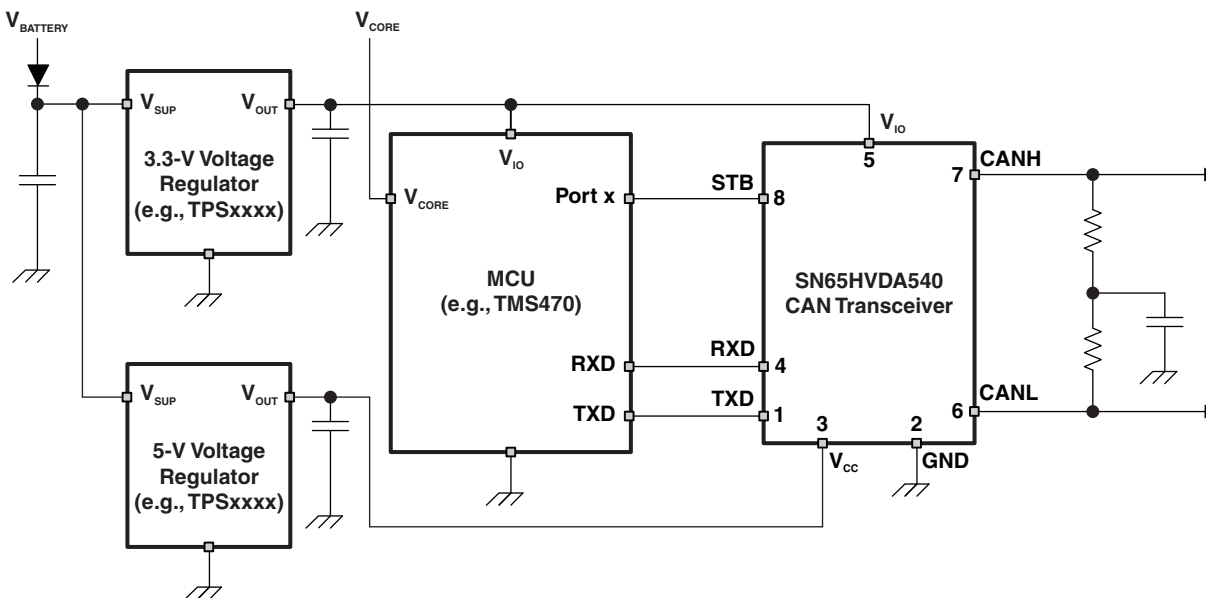 VBATTERY
VCORE
VSUP
VOUT
3.3-V Voltage
Regulator
(e.g., TPSxxxx)
VIO
VCORE
Port x
MCU
(e.g., TMS470)
RXD
TXD
STB
8
RXD
4
TXD
1
VIO
5
SN65HVDA540
CAN Transceiver
CANH
7
CANL
6
3
VCC
2
GND
VSUP
VOUT
5-V Voltage
Regulator
(e.g., TPSxxxx)